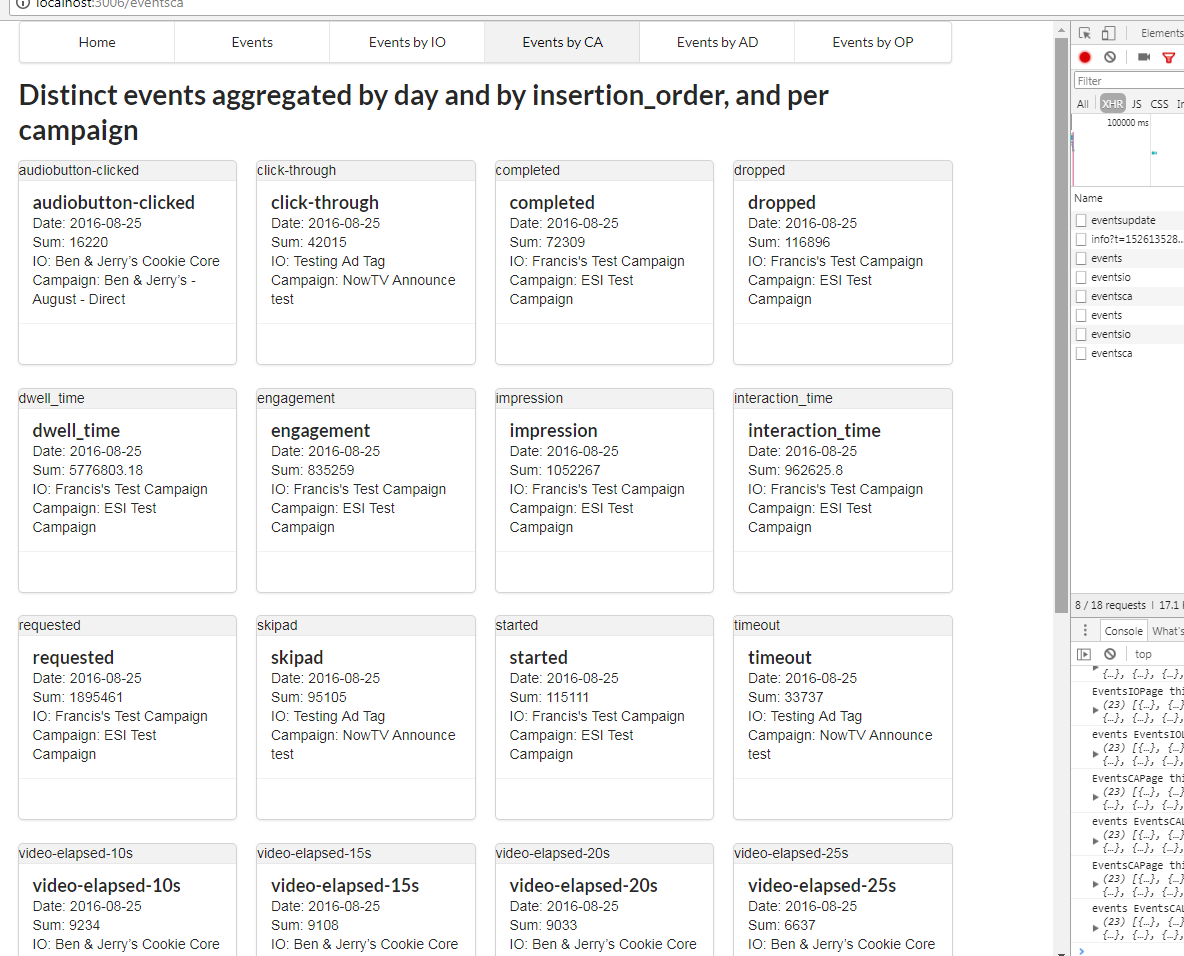 localhost:3006/eventsca
Home
Events
Events by IO
Events by CA
Events by AD
Events by OP
Distinct events aggregated by day and by insertion_order, and per
campaign
audiobutton-clicked
audiobutton-clicked
Date: 2016-08-25
Sum: 16220
IO: Ben & Jerry’s Cookie Core
Campaign: Ben & Jerry’s -
August - Direct
click-through
click-through
Date: 2016-08-25
Sum: 42015
IO: Testing Ad Tag
Campaign: NowTV Announce
test
completed
completed
Date: 2016-08-25
Sum: 72309
IO: Francis's Test Campaign
Campaign: ESI Test
Campaign
dropped
dropped
Date: 2016-08-25
Sum: 116896
IO: Francis's Test Campaign
Campaign: ESI Test
Campaign
dwell_time
dwell_time
Date: 2016-08-25
Sum: 5776803.18
IO: Francis's Test Campaign
Campaign: ESI Test
Campaign
engagement
engagement
Date: 2016-08-25
Sum: 835259
IO: Francis's Test Campaign
Campaign: ESI Test
Campaign
impression
impression
Date: 2016-08-25
Sum: 1052267
IO: Francis's Test Campaign
Campaign: ESI Test
Campaign
interaction_time
interaction_time
Date: 2016-08-25
Sum: 962625.8
IO: Francis's Test Campaign
Campaign: ESI Test
Campaign
requested
requested
Date: 2016-08-25
Sum: 1895461
IO: Francis's Test Campaign
Campaign: ESI Test
Campaign
skipad
skipad
Date: 2016-08-25
Sum: 95105
IO: Testing Ad Tag
Campaign: NowTV Announce
test
started
started
Date: 2016-08-25
Sum: 115111
IO: Francis's Test Campaign
Campaign: ESI Test
Campaign
timeout
timeout
Date: 2016-08-25
Sum: 33737
IO: Testing Ad Tag
Campaign: NowTV Announce
test
video-elapsed-10s
video-elapsed-10s
Date: 2016-08-25
Sum: 9234
IO: Ben & Jerry’s Cookie Core
video-elapsed-15s
video-elapsed-15s
Date: 2016-08-25
Sum: 9108
IO: Ben & Jerry’s Cookie Core
video-elapsed-20s
video-elapsed-20s
Date: 2016-08-25
Sum: 9033
IO: Ben & Jerry’s Cookie Core
video-elapsed-25s
video-elapsed-25s
Date: 2016-08-25
Sum: 6637
IO: Ben & Jerry’s Cookie Core
Elements
Filter
All XHR JS CSS
100000 ms
Name
eventsupdate
info?t=152613528...
events
eventsio
eventsca
events
eventsio
eventsca
8 / 18 requests | 17.1
Console What's
top
{…}, {…}, {…},
EventsIOPage thi
(23) [{…}, {…
{…}, {…}, {…},
events EventsIOL
(23) [{…}, {…
{…}, {…}, {…},
EventsCAPage thi
(23) [{…}, {…
{…}, {…}, {…},
events EventsCAL
(23) [{…}, {…
{…}, {…}, {…},
EventsCAPage thi
(23) [{…}, {…
{…}, {…}, {…},
events EventsCAL
(23) [{…}, {…
{…}, {…}, {…},